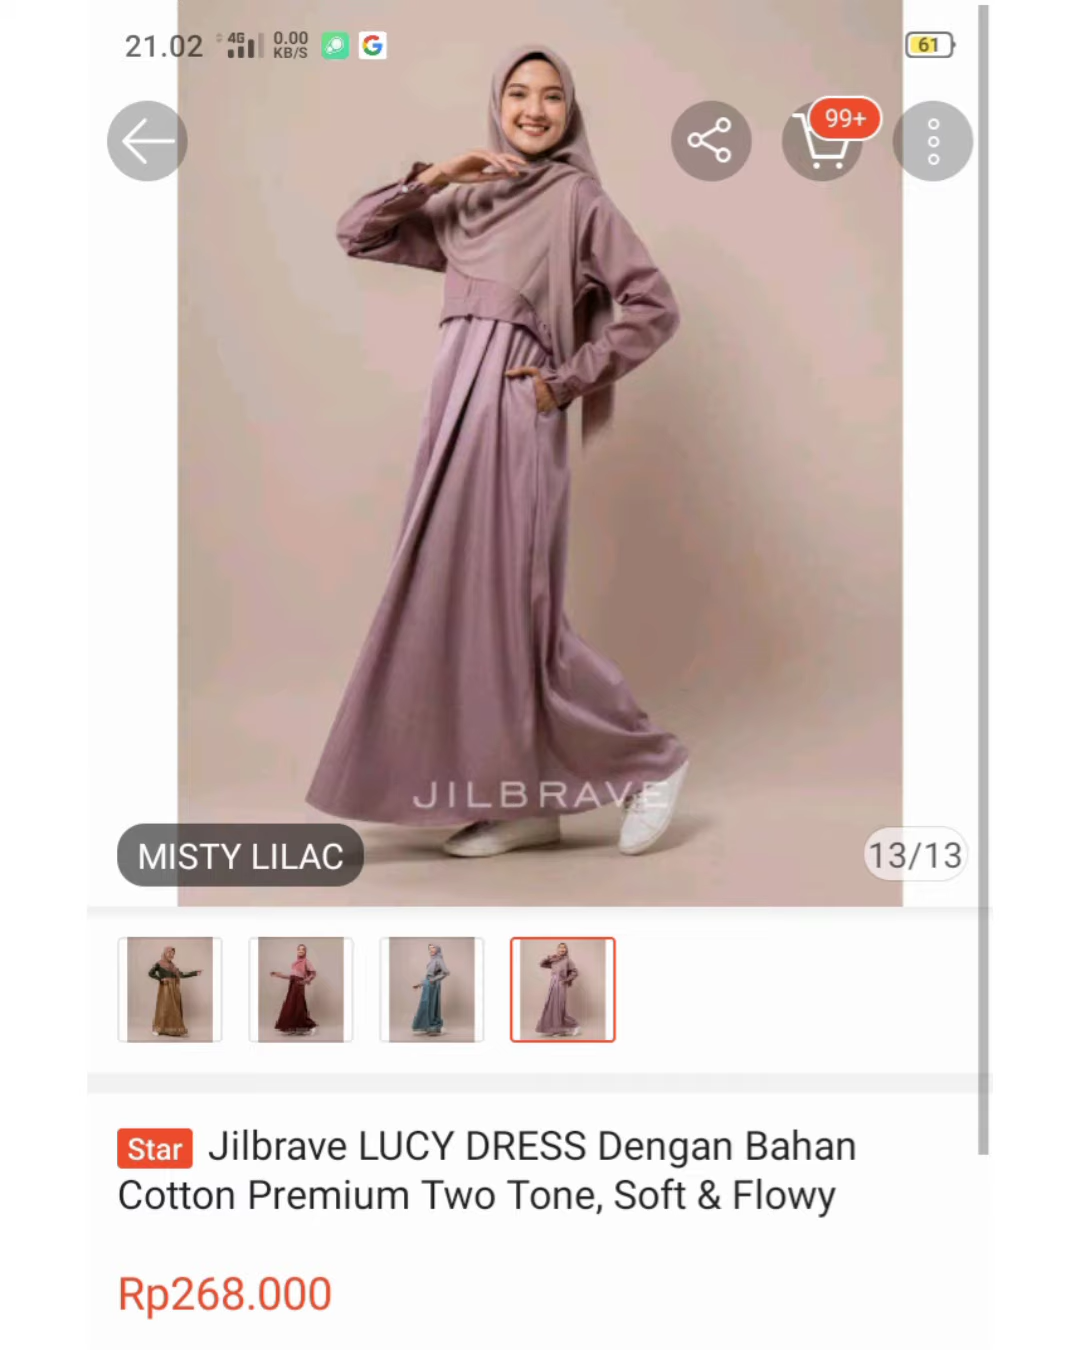 21.02 4G 0.00 KB/S 61
99+
JILBRAVE
MISTY LILAC 13/13
Star Jilbrave LUCY DRESS Dengan Bahan
Cotton Premium Two Tone, Soft & Flowy
Rp268.000